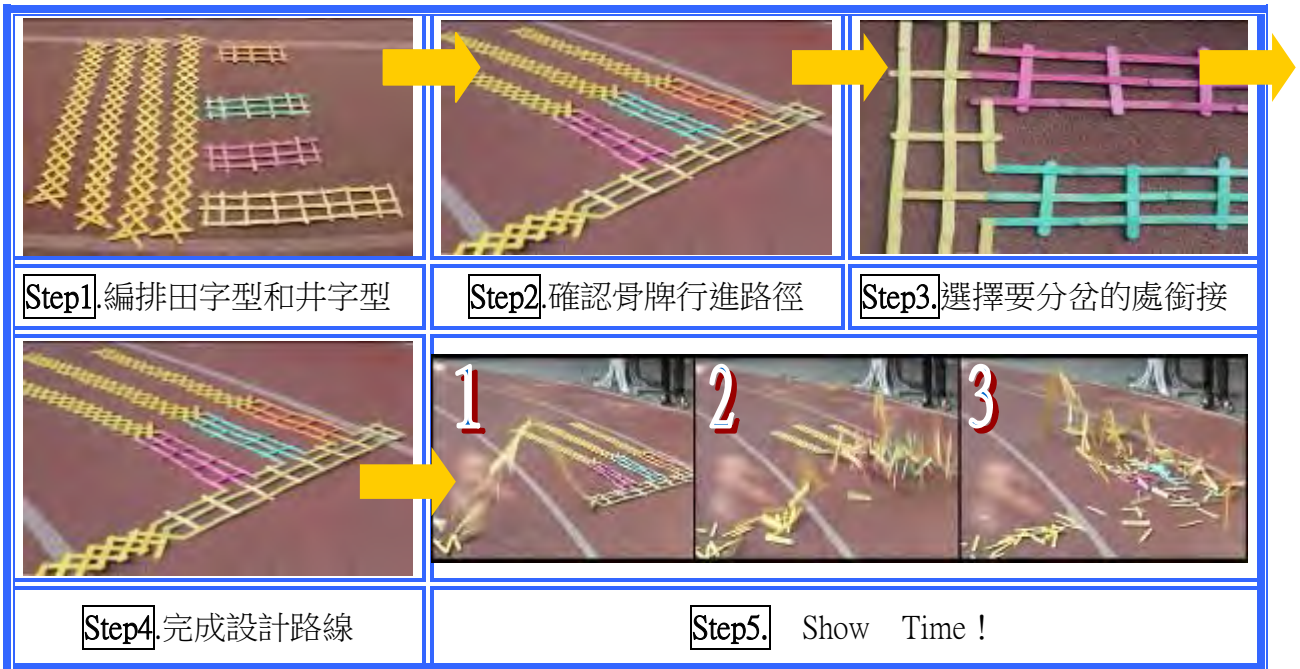 Step1.編排田字型和井字型
Step2.確認骨牌行進路徑
Step3.選擇要分岔的處銜接
1
2
3
Step4.完成設計路線
Step5. Show Time！